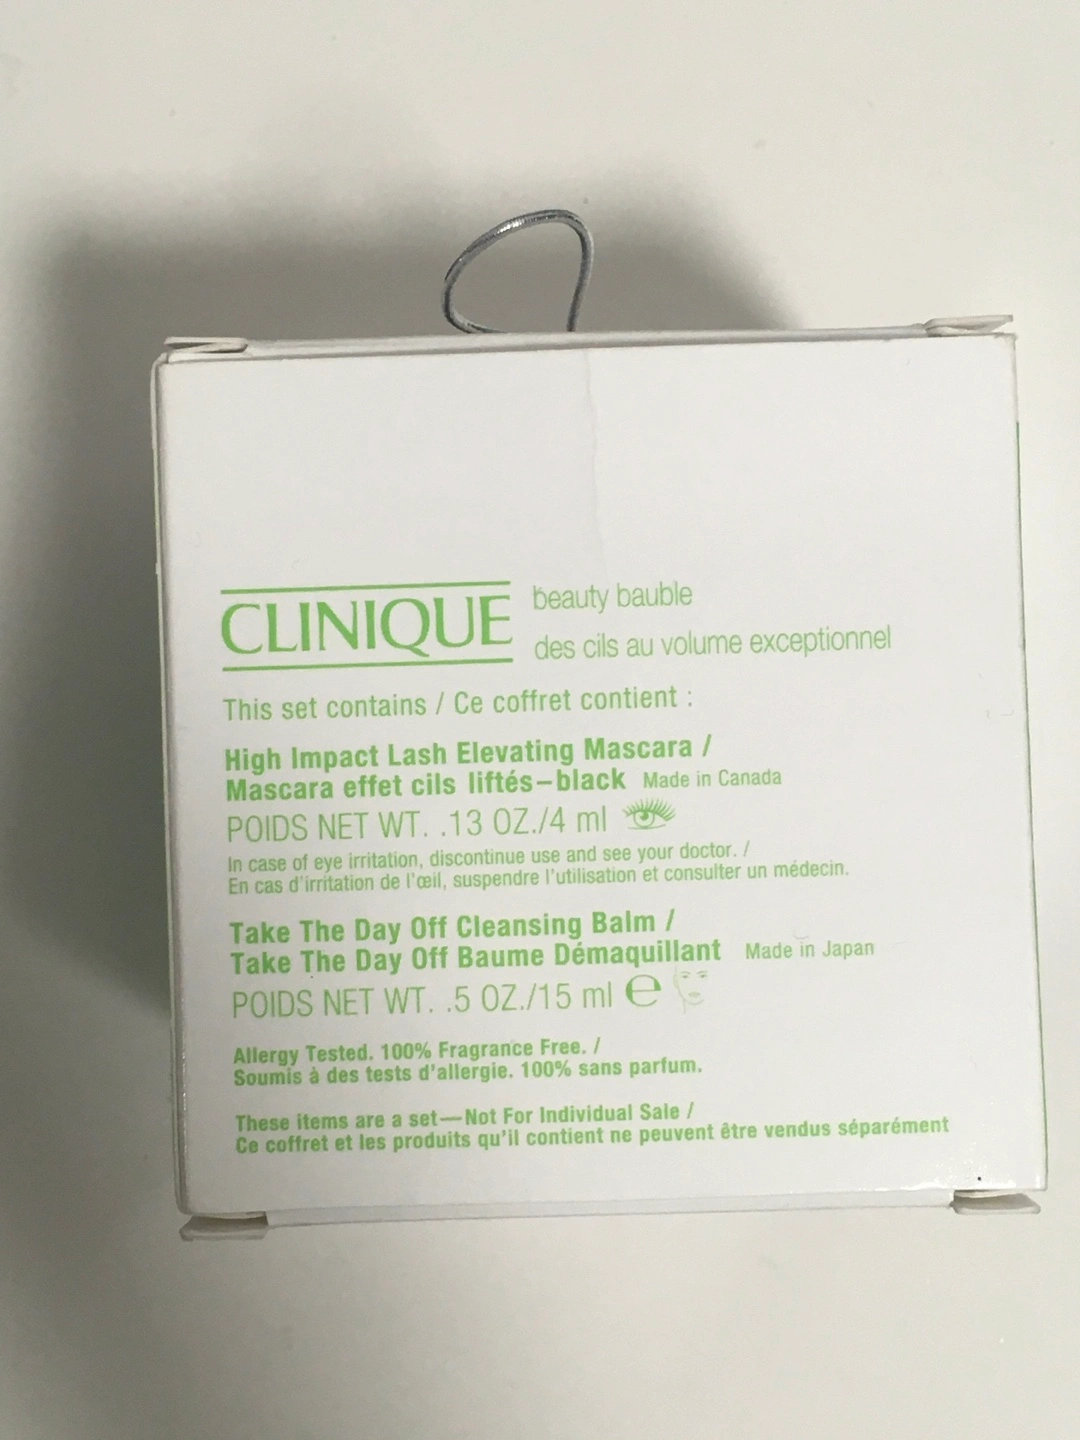 CLINIQUE
beauty bauble
des cils au volume exceptionnel
This set contains / Ce coffret contient :
High Impact Lash Elevating Mascara /
Mascara effet cils liftés–black Made in Canada
POIDS NET WT. .13 OZ./4 ml
In case of eye irritation, discontinue use and see your doctor. /
En cas d'irritation de l'œil, suspendre l'utilisation et consulter un médecin.
Take The Day Off Cleansing Balm /
Take The Day Off Baume Démaquillant Made in Japan
POIDS NET WT. .5 OZ./15 ml ℮
Allergy Tested. 100% Fragrance Free. /
Soumis à des tests d'allergie. 100% sans parfum.
These items are a set—Not For Individual Sale /
Ce coffret et les produits qu'il contient ne peuvent être vendus séparément